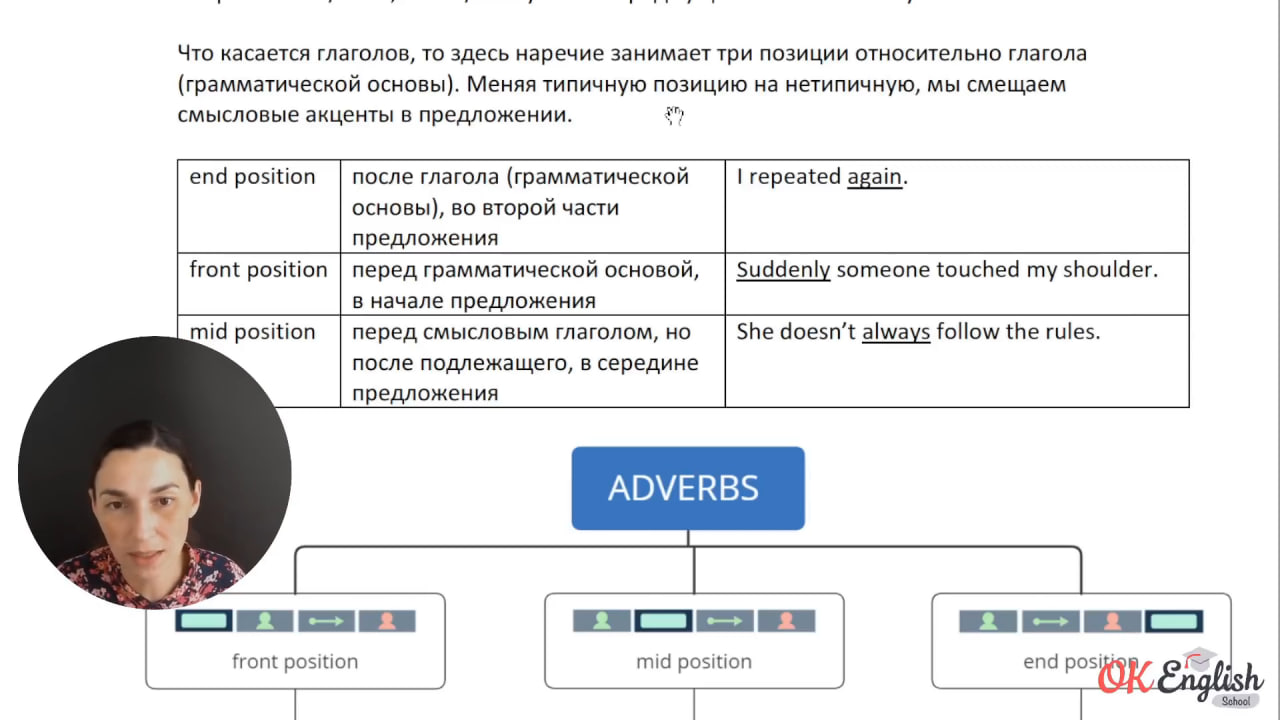 Что касается глаголов, то здесь наречие занимает три позиции относительно глагола
(грамматической основы). Меняя типичную позицию на нетипичную, мы смещаем
смысловые акценты в предложении.
end position
после глагола (грамматической
основы), во второй части
предложения
I repeated again.
front position
перед грамматической основой,
в начале предложения
Suddenly someone touched my shoulder.
mid position
перед смысловым глаголом, но
после подлежащего, в середине
предложения
She doesn’t always follow the rules.
ADVERBS
front position
mid position
end position
OK English
School